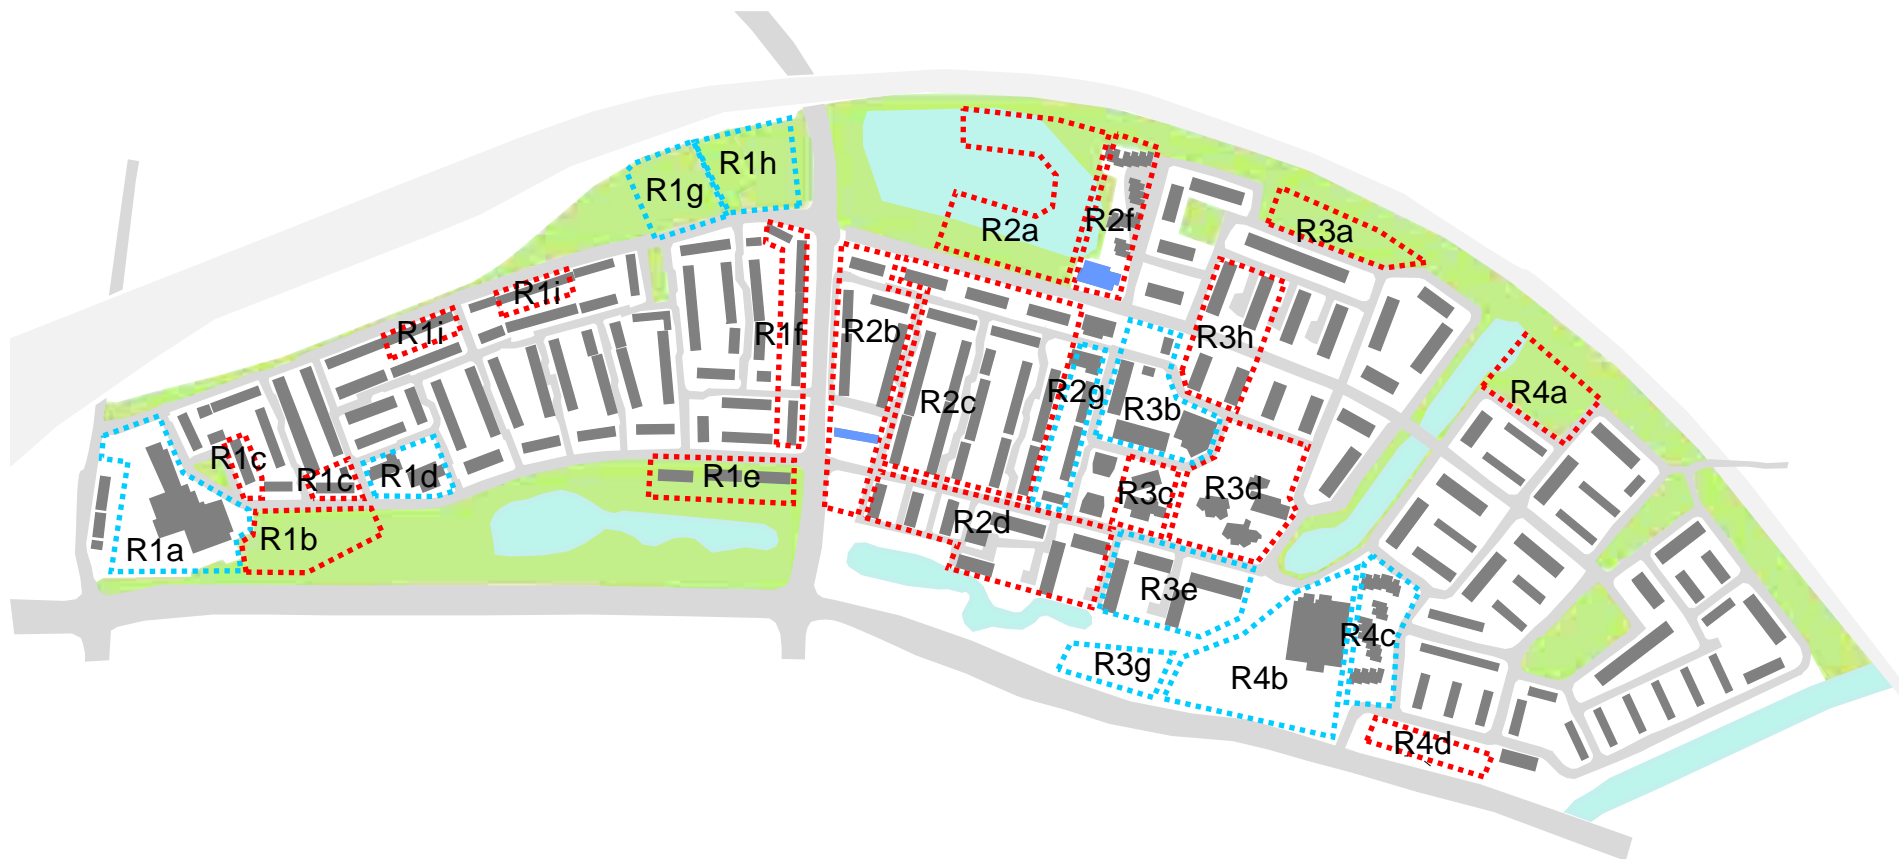 R1h
R1g
R2f
R2a
R3a
R1i
R1i
R1f
R2b
R3h
R2g
R2c
R3b
R4a
R1c
R1c
R1d
R1e
R3c
R3d
R2d
R1b
R1a
R3e
R4c
R3g
R4b
R4d